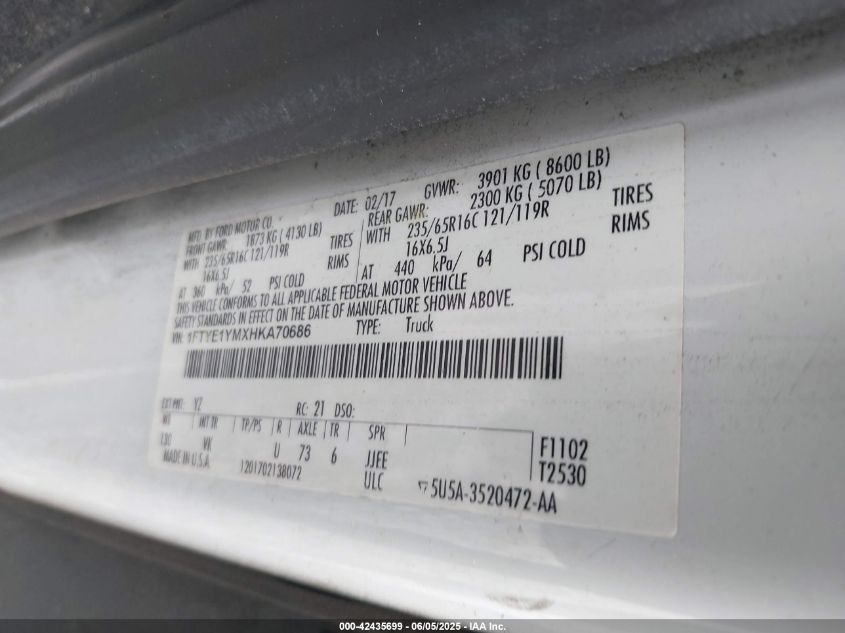 MFD. BY FORD MOTOR CO.
DATE: 02/17 GVWR: 3901 KG ( 8600 LB)
FRONT GAWR: 1873 KG ( 4130 LB)
REAR GAWR: 2300 KG ( 5070 LB)
WITH 235/65R16C 121/119R TIRES
WITH 235/65R16C 121/119R TIRES
16X6.5J RIMS
16X6.5J RIMS
AT 360 kPa/ 52 PSI COLD
AT 440 kPa/ 64 PSI COLD
THIS VEHICLE CONFORMS TO ALL APPLICABLE FEDERAL MOTOR VEHICLE
SAFETY STANDARDS IN EFFECT ON THE DATE OF MANUFACTURE SHOWN ABOVE.
VIN: 1FTYE1YMXHKA70686 TYPE: Truck
EXT PNT: YZ RC: 21 DSO:
WB INT TR TP/PS R AXLE TR SPR
130 VK U 73 6 JJEE F1102
MADE IN U.S.A. 1201702138072 ULC T2530
5U5A-3520472-AA
000-42435699 - 06/05/2025 - IAA Inc.